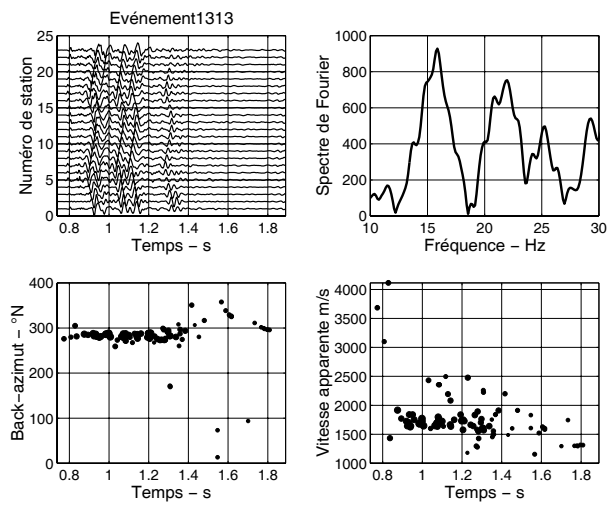 Evénement1313
Numéro de station
25
20
15
10
5
0
0.8 1 1.2 1.4 1.6 1.8
Temps − s
Spectre de Fourier
1000
800
600
400
200
0
10 15 20 25 30
Fréquence − Hz
Back−azimut − °N
400
300
200
100
0
0.8 1 1.2 1.4 1.6 1.8
Temps − s
Vitesse apparente m/s
4000
3500
3000
2500
2000
1500
1000
0.8 1 1.2 1.4 1.6 1.8
Temps − s